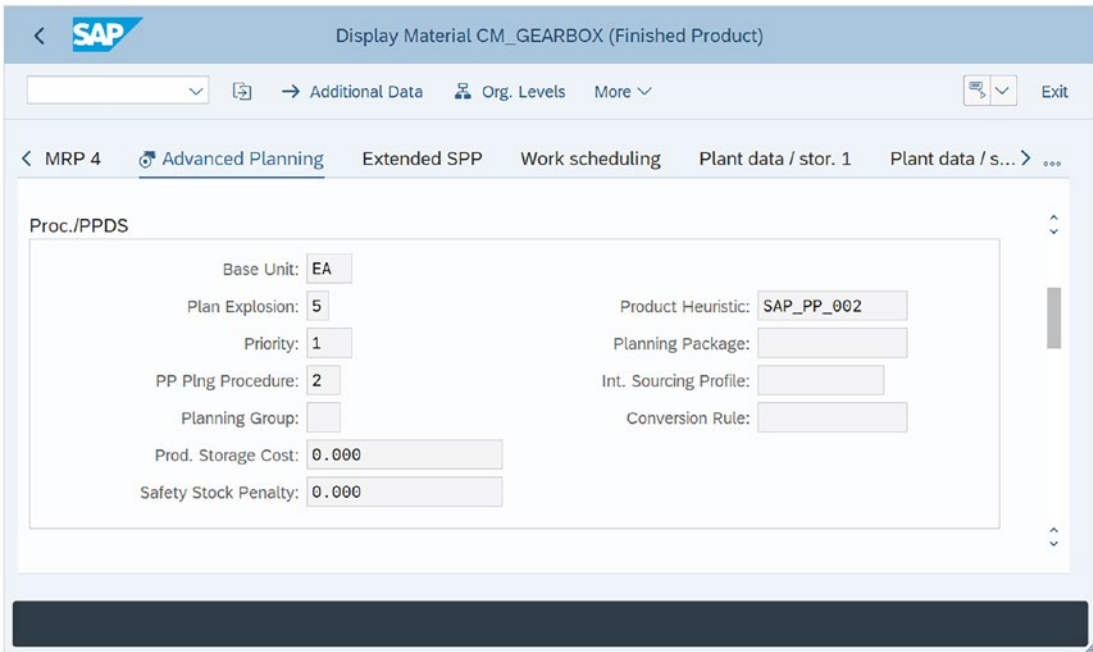 SAP Display Material CM_GEARBOX (Finished Product)
Additional Data Org. Levels More Exit
MRP 4 Advanced Planning Extended SPP Work scheduling Plant data / stor. 1 Plant data / s...
Proc./PPDS
Base Unit: EA
Plan Explosion: 5 Product Heuristic: SAP_PP_002
Priority: 1 Planning Package:
PP Plng Procedure: 2 Int. Sourcing Profile:
Planning Group: Conversion Rule:
Prod. Storage Cost: 0.000
Safety Stock Penalty: 0.000